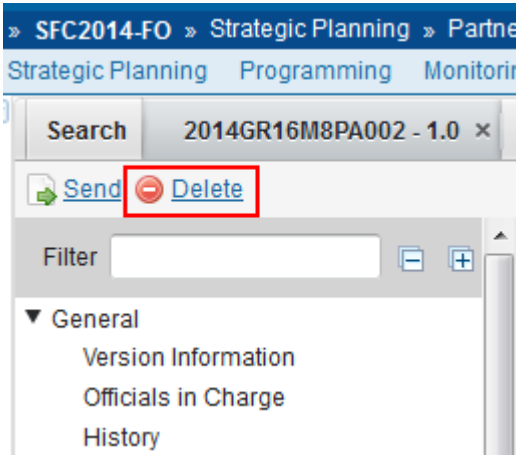 » SFC2014-FO » Strategic Planning » Partne
Strategic Planning Programming Monitorin
Search 2014GR16M8PA002 - 1.0 ×
Send Delete
Filter
▼ General
Version Information
Officials in Charge
History